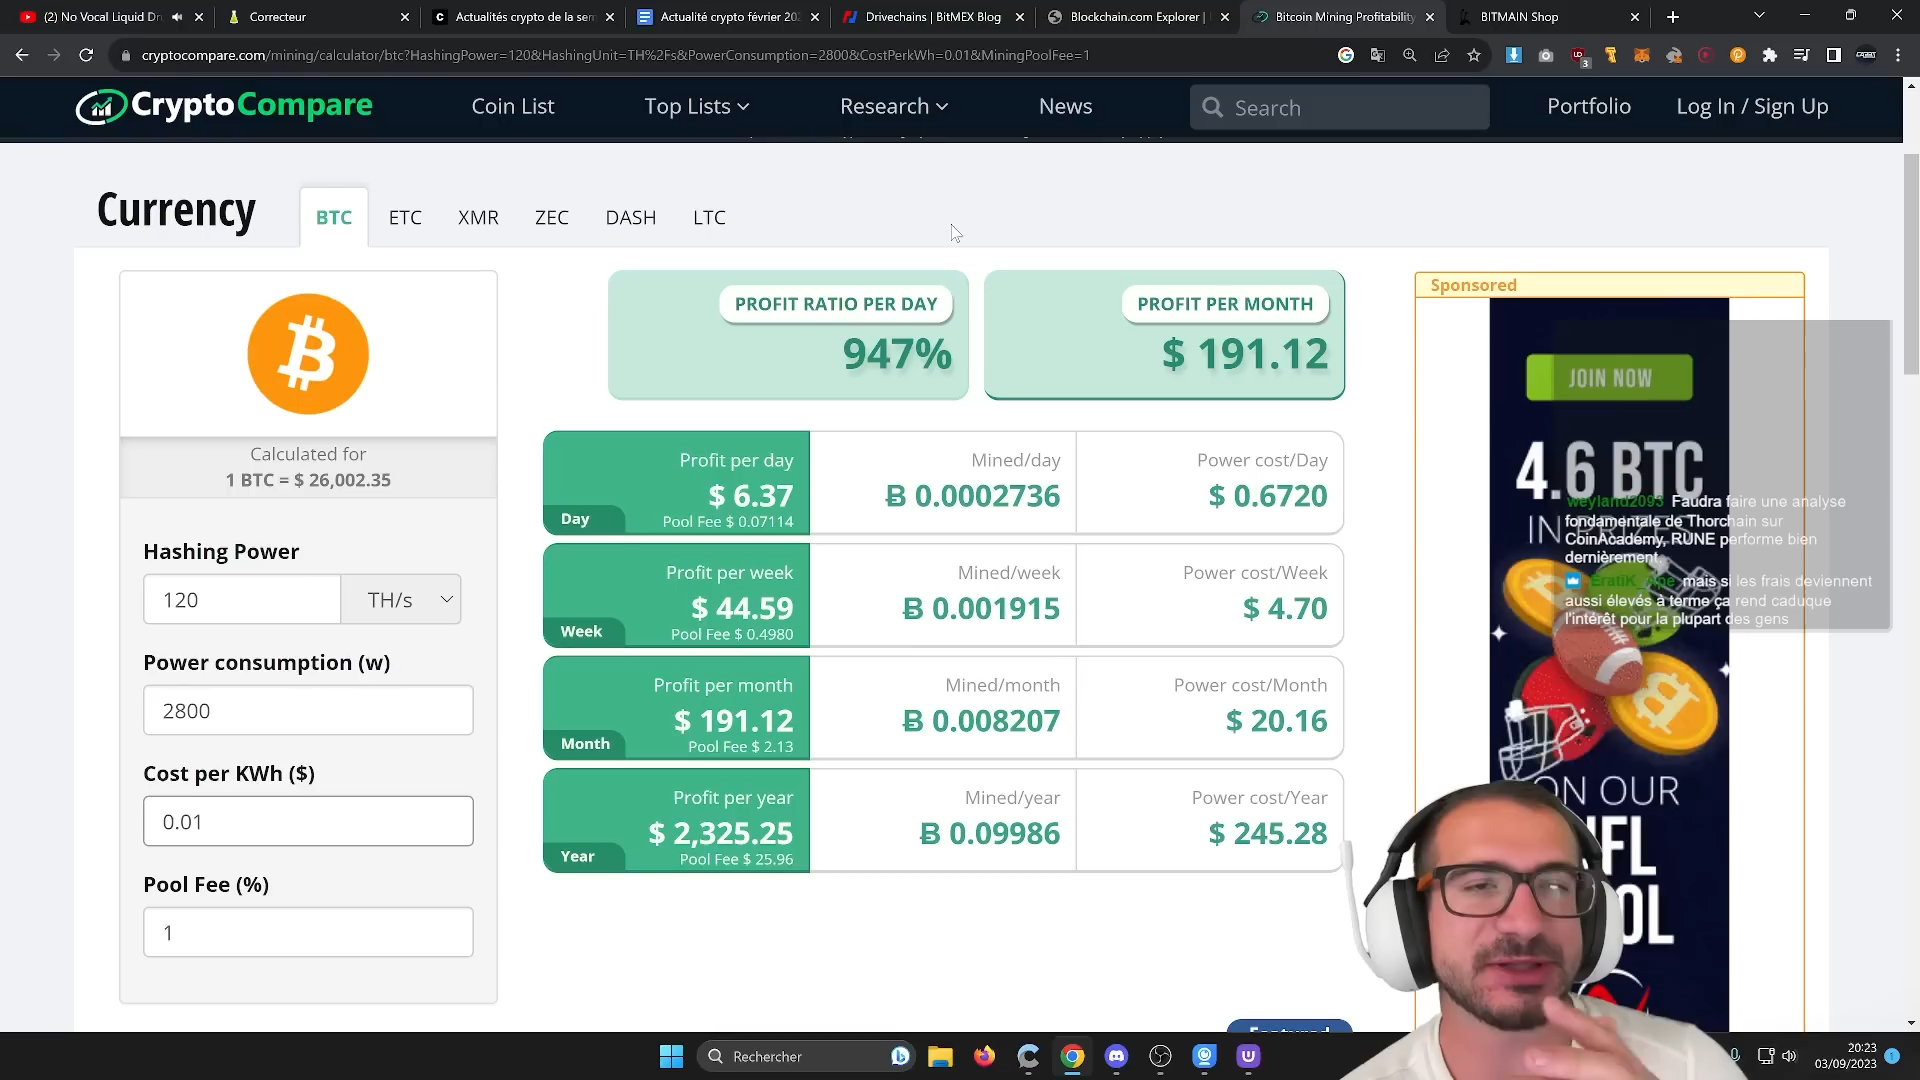 (2) No Vocal Liquid Dr
Correcteur
Actualités crypto de la sem
Actualité crypto février 202
Drivechains | BitMEX Blog
Blockchain.com Explorer |
Bitcoin Mining Profitability
BITMAIN Shop
cryptocompare.com/mining/calculator/btc?HashingPower=120&HashingUnit=TH%2Fs&PowerConsumption=2800&CostPerkWh=0.01&MiningPoolFee=1
CryptoCompare
Coin List
Top Lists
Research
News
Search
Portfolio
Log In / Sign Up
Currency
BTC
ETC
XMR
ZEC
DASH
LTC
Calculated for
1 BTC = $ 26,002.35
Hashing Power
120
TH/s
Power consumption (w)
2800
Cost per KWh ($)
0.01
Pool Fee (%)
1
PROFIT RATIO PER DAY
947%
PROFIT PER MONTH
$ 191.12
Profit per day
$ 6.37
Day
Pool Fee $ 0.07114
Mined/day
Ƀ 0.0002736
Power cost/Day
$ 0.6720
Profit per week
$ 44.59
Week
Pool Fee $ 0.4980
Mined/week
Ƀ 0.001915
Power cost/Week
$ 4.70
Profit per month
$ 191.12
Month
Pool Fee $ 2.13
Mined/month
Ƀ 0.008207
Power cost/Month
$ 20.16
Profit per year
$ 2,325.25
Year
Pool Fee $ 25.96
Mined/year
Ƀ 0.09986
Power cost/Year
$ 245.28
Sponsored
JOIN NOW
4.6 BTC
IN PRIZES
ON OUR
NFL
weyland2093 Faudra faire une analyse
fondamentale de Thorchain sur
CoinAcademy, RUNE performe bien
dernièrement
EratiK_Ape mais si les frais deviennent
aussi élevés à terme ça rend caduque
l'intérêt pour la plupart des gens
Featured
Rechercher
20:23
03/09/2023